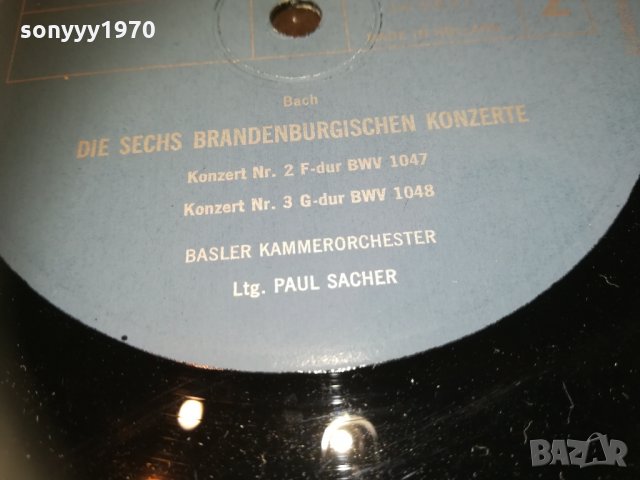 sonyyy1970
Bach
DIE SECHS BRANDENBURGISCHEN KONZERTE
Konzert Nr. 2 F-dur BWV 1047
Konzert Nr. 3 G-dur BWV 1048
BASLER KAMMERORCHESTER
Ltg. PAUL SACHER
BAZAR